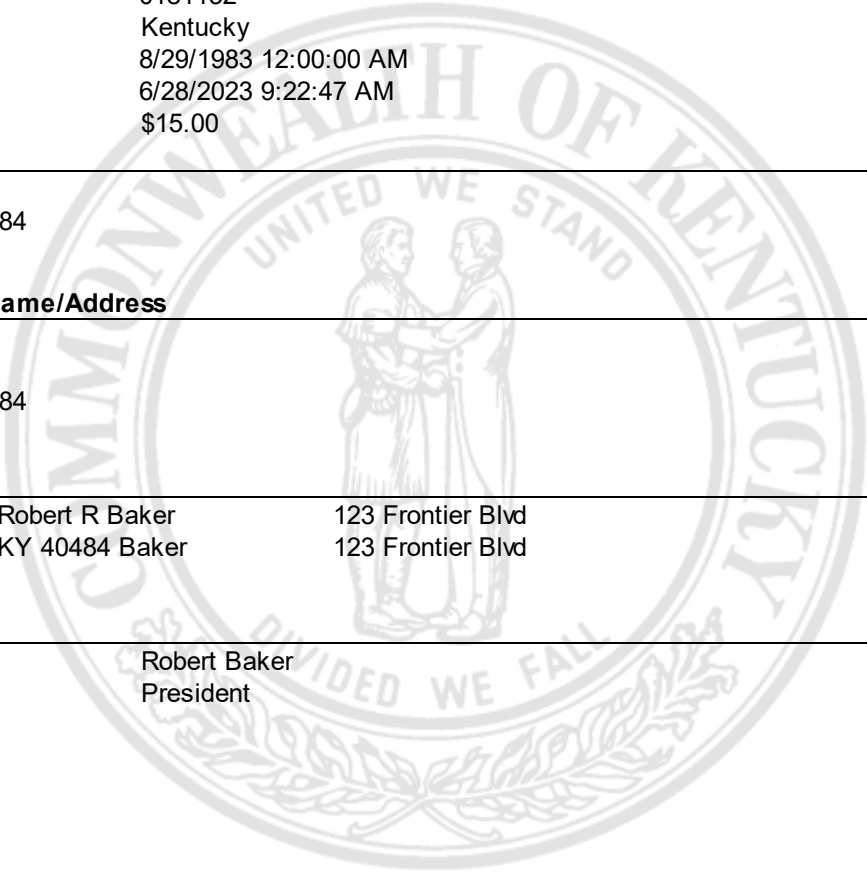 Kentucky
8/29/1983 12:00:00 AM
6/28/2023 9:22:47 AM
$15.00
84
ame/Address
84
Robert R Baker 123 Frontier Blvd
KY 40484 Baker 123 Frontier Blvd
Robert Baker
President
COMMONWEALTH OF KENTUCKY
UNITED WE STAND
DIVIDED WE FALL